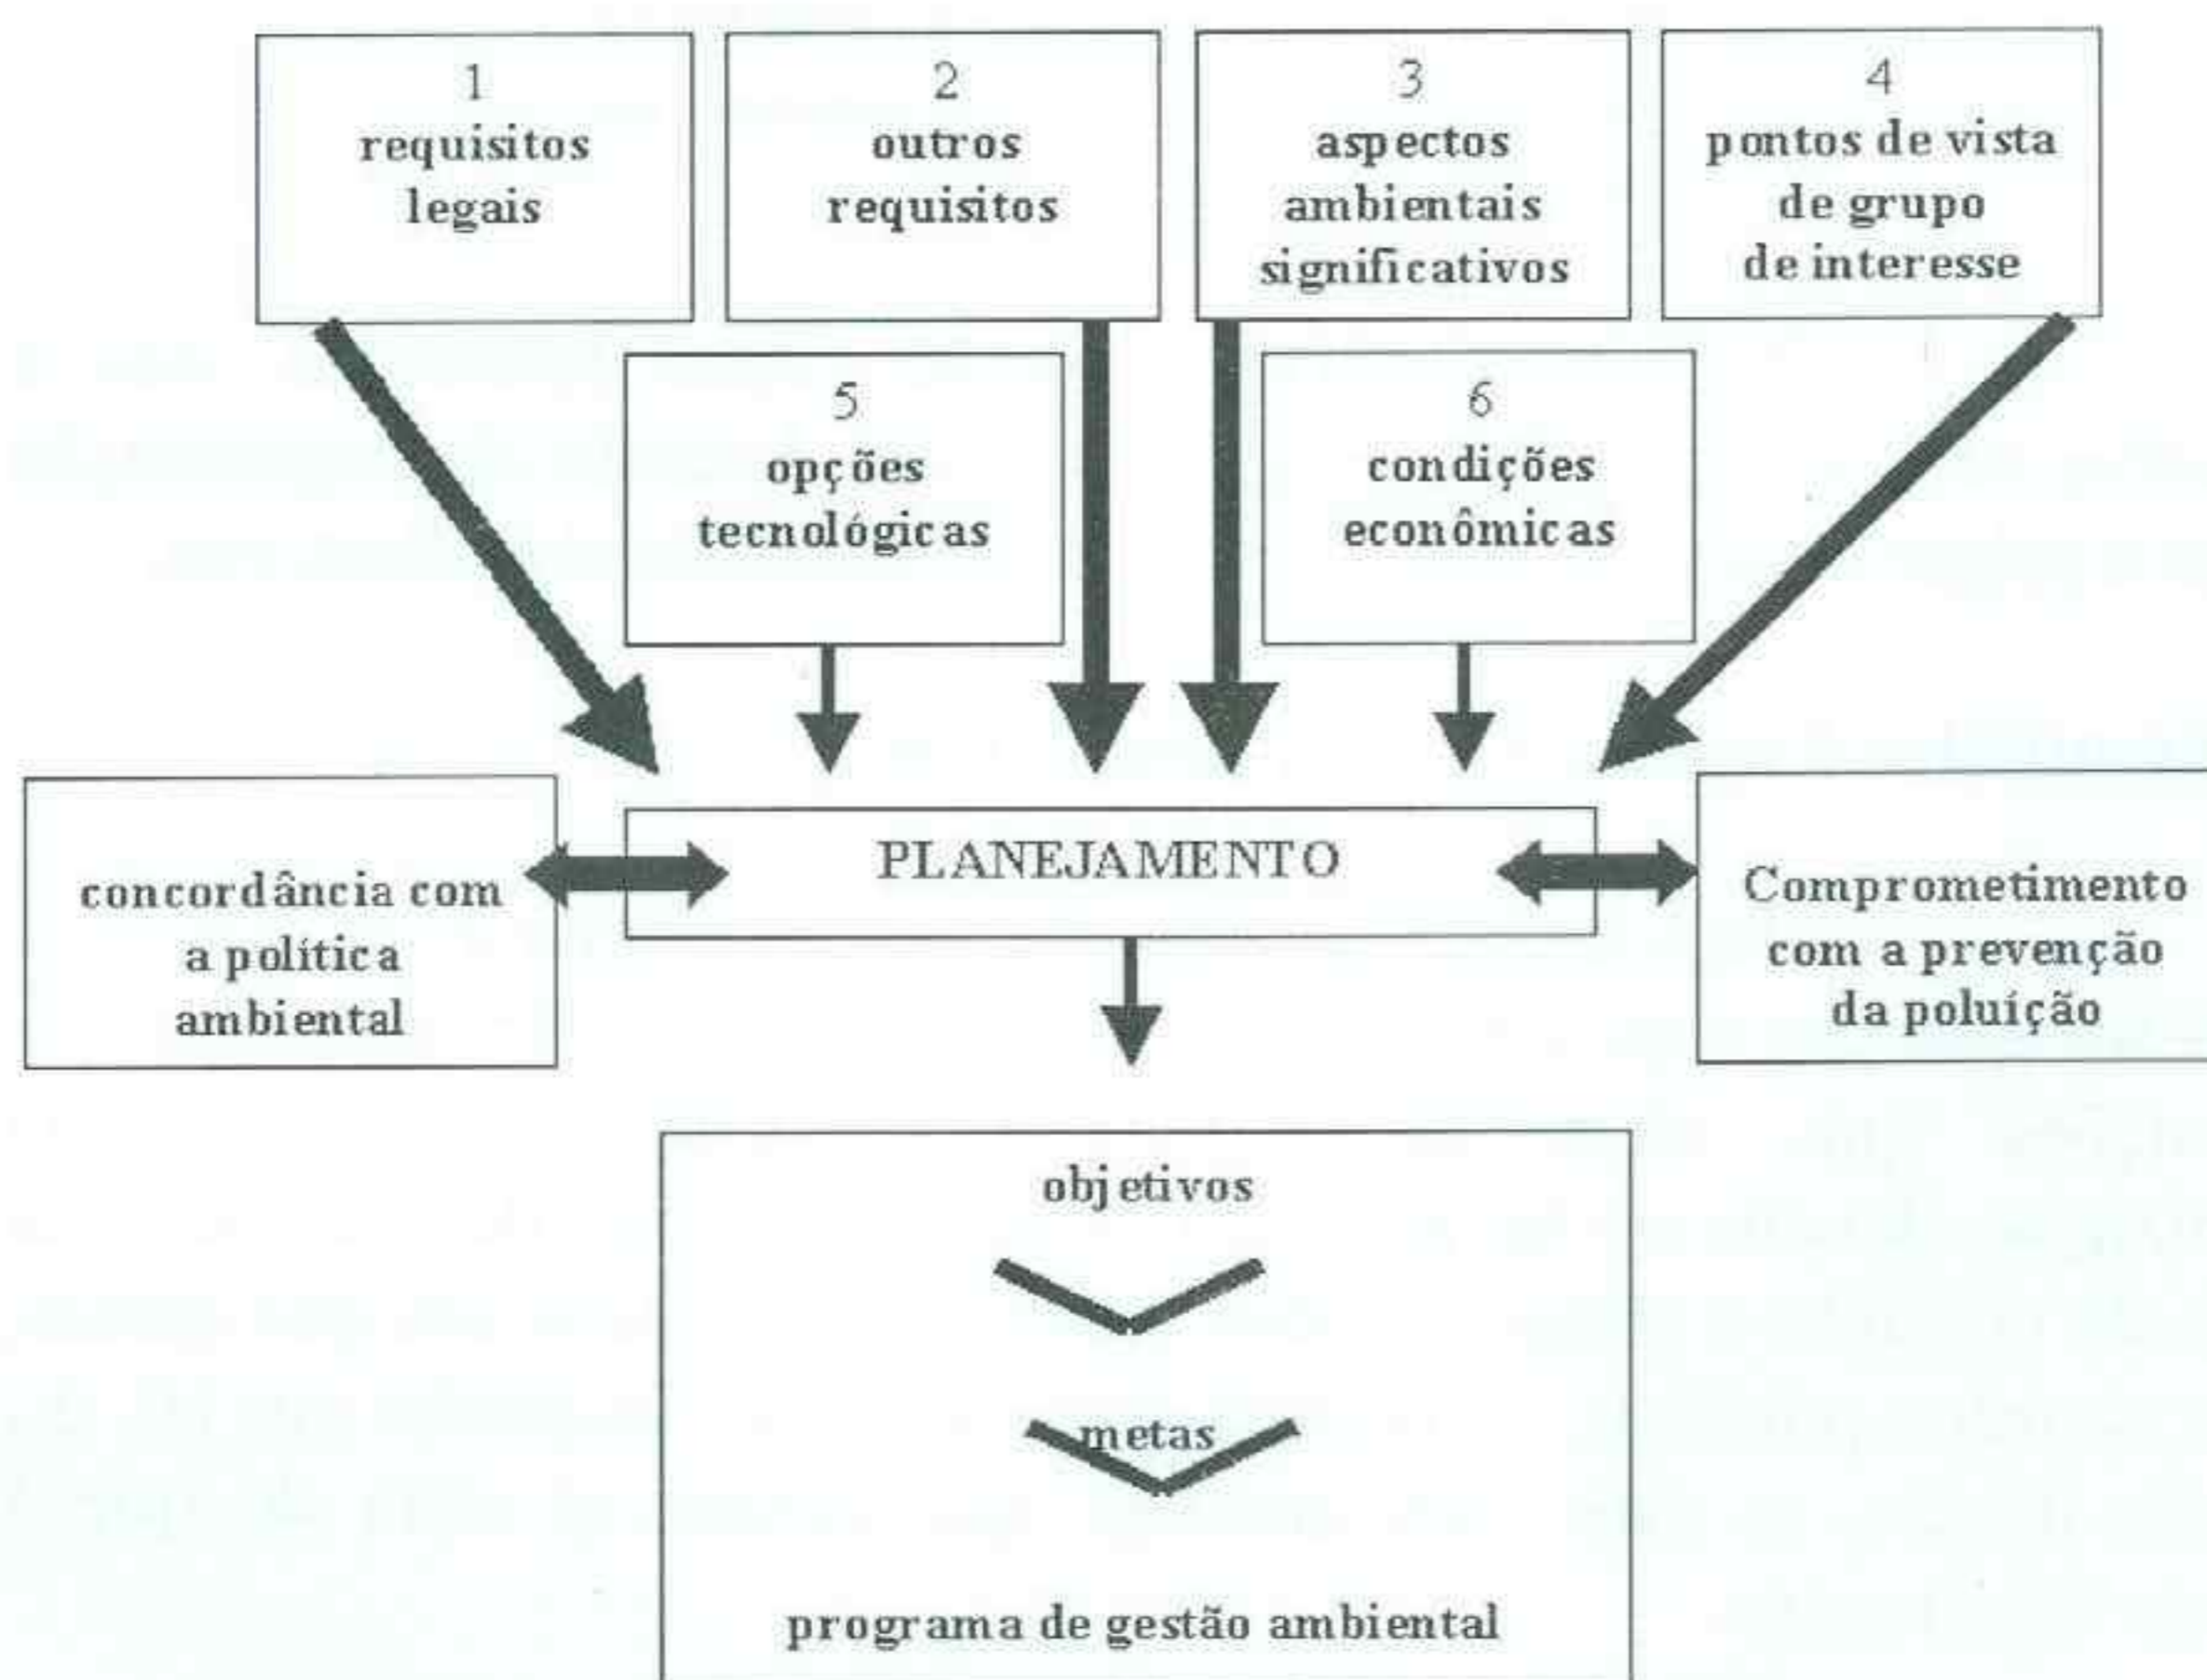 1
requisitos
legais
2
outros
requisitos
3
aspectos
ambientais
significativos
4
pontos de vista
de grupo
de interesse
5
opções
tecnológicas
6
condições
econômicas
concordância com
a política
ambiental
PLANEJAMENTO
Comprometimento
com a prevenção
da poluíção
objetivos
metas
programa de gestão ambiental